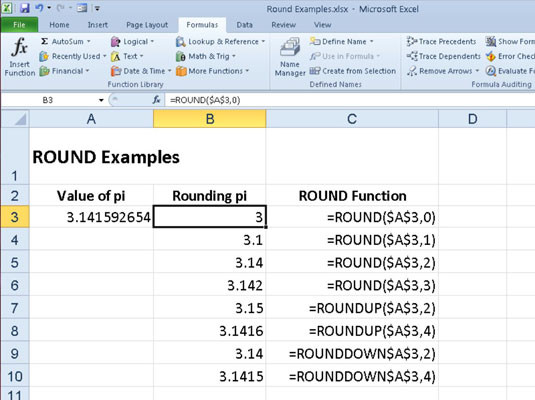 Round Examples.xlsx - Microsoft Excel
File Home Insert Page Layout Formulas Data Review View
fx Insert Function
Σ AutoSum
Recently Used
Financial
Logical
Text
Date & Time
Lookup & Reference
Math & Trig
More Functions
Function Library
Name Manager
Define Name
Use in Formula
Create from Selection
Defined Names
Trace Precedents
Trace Dependents
Remove Arrows
Show Form
Error Check
Evaluate Fo
Formula Auditing
B3 fx =ROUND($A$3,0)
A B C D
1 ROUND Examples
2 Value of pi Rounding pi ROUND Function
3 3.141592654 3 =ROUND($A$3,0)
4 3.1 =ROUND($A$3,1)
5 3.14 =ROUND($A$3,2)
6 3.142 =ROUND($A$3,3)
7 3.15 =ROUNDUP($A$3,2)
8 3.1416 =ROUNDUP($A$3,4)
9 3.14 =ROUNDDOWN$A$3,2)
10 3.1415 =ROUNDDOWN($A$3,4)
11